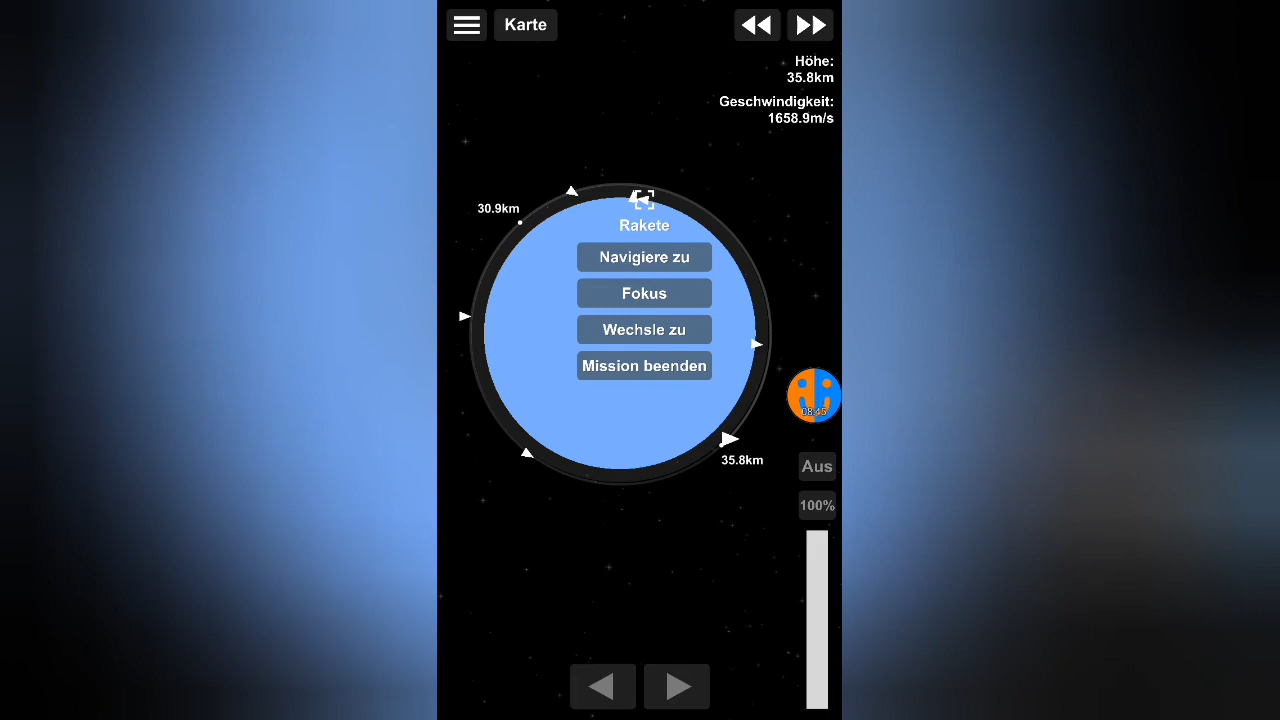 Karte
Höhe:
35.8km
Geschwindigkeit:
1658.9m/s
30.9km
Rakete
Navigiere zu
Fokus
Wechsle zu
Mission beenden
08:45
35.8km
Aus
100%